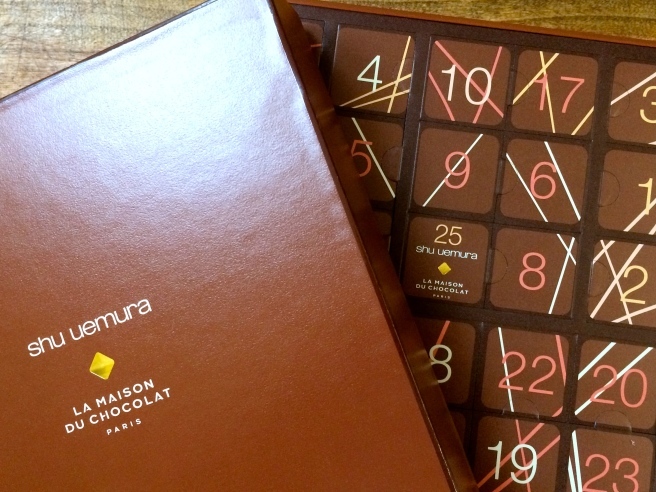 shu uemura
LA MAISON
DU CHOCOLAT
PARIS
4
10
17
5
9
6
25
shu uemura
LA MAISON
DU CHOCOLAT
PARIS
8
2
8
22
20
19
23